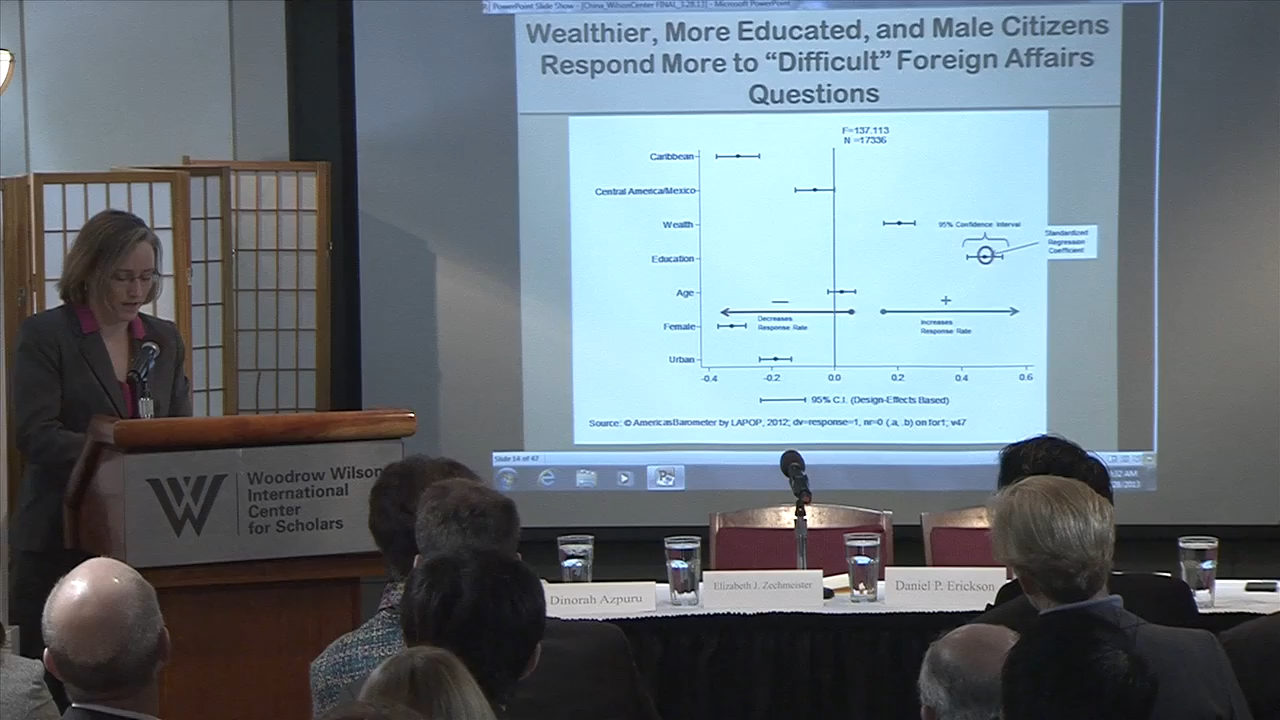 PowerPoint Slide Show - [China_WilsonCenter FINAL_3.28.13] - Microsoft PowerPoint
Wealthier, More Educated, and Male Citizens
Respond More to “Difficult” Foreign Affairs
Questions
F=137.113
N =17336
Caribbean
Central America/Mexico
Wealth
95% Confidence Interval
Standardized
Regression
Coefficient
Education
Age
Decreases
Response Rate
+
Increases
Response Rate
Female
Urban
-0.4 -0.2 0.0 0.2 0.4 0.6
95% C.I. (Design-Effects Based)
Source: © AmericasBarometer by LAPOP, 2012; dv=response=1, nr=0 (.a, .b) on for1; v47
Slide 14 of 47
W
Woodrow Wilson
International
Center
for Scholars
Dinorah Azpuru
Elizabeth J. Zechmeister
Daniel P. Erickson